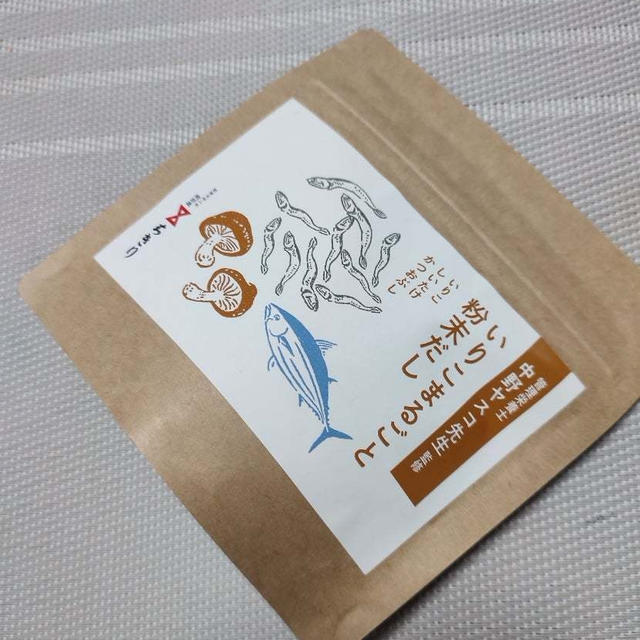 管理栄養士
中野ヤスコ先生 監修
いりこまるごと
粉末だし
いりこ
しいたけ
かつおぶし
ちきり